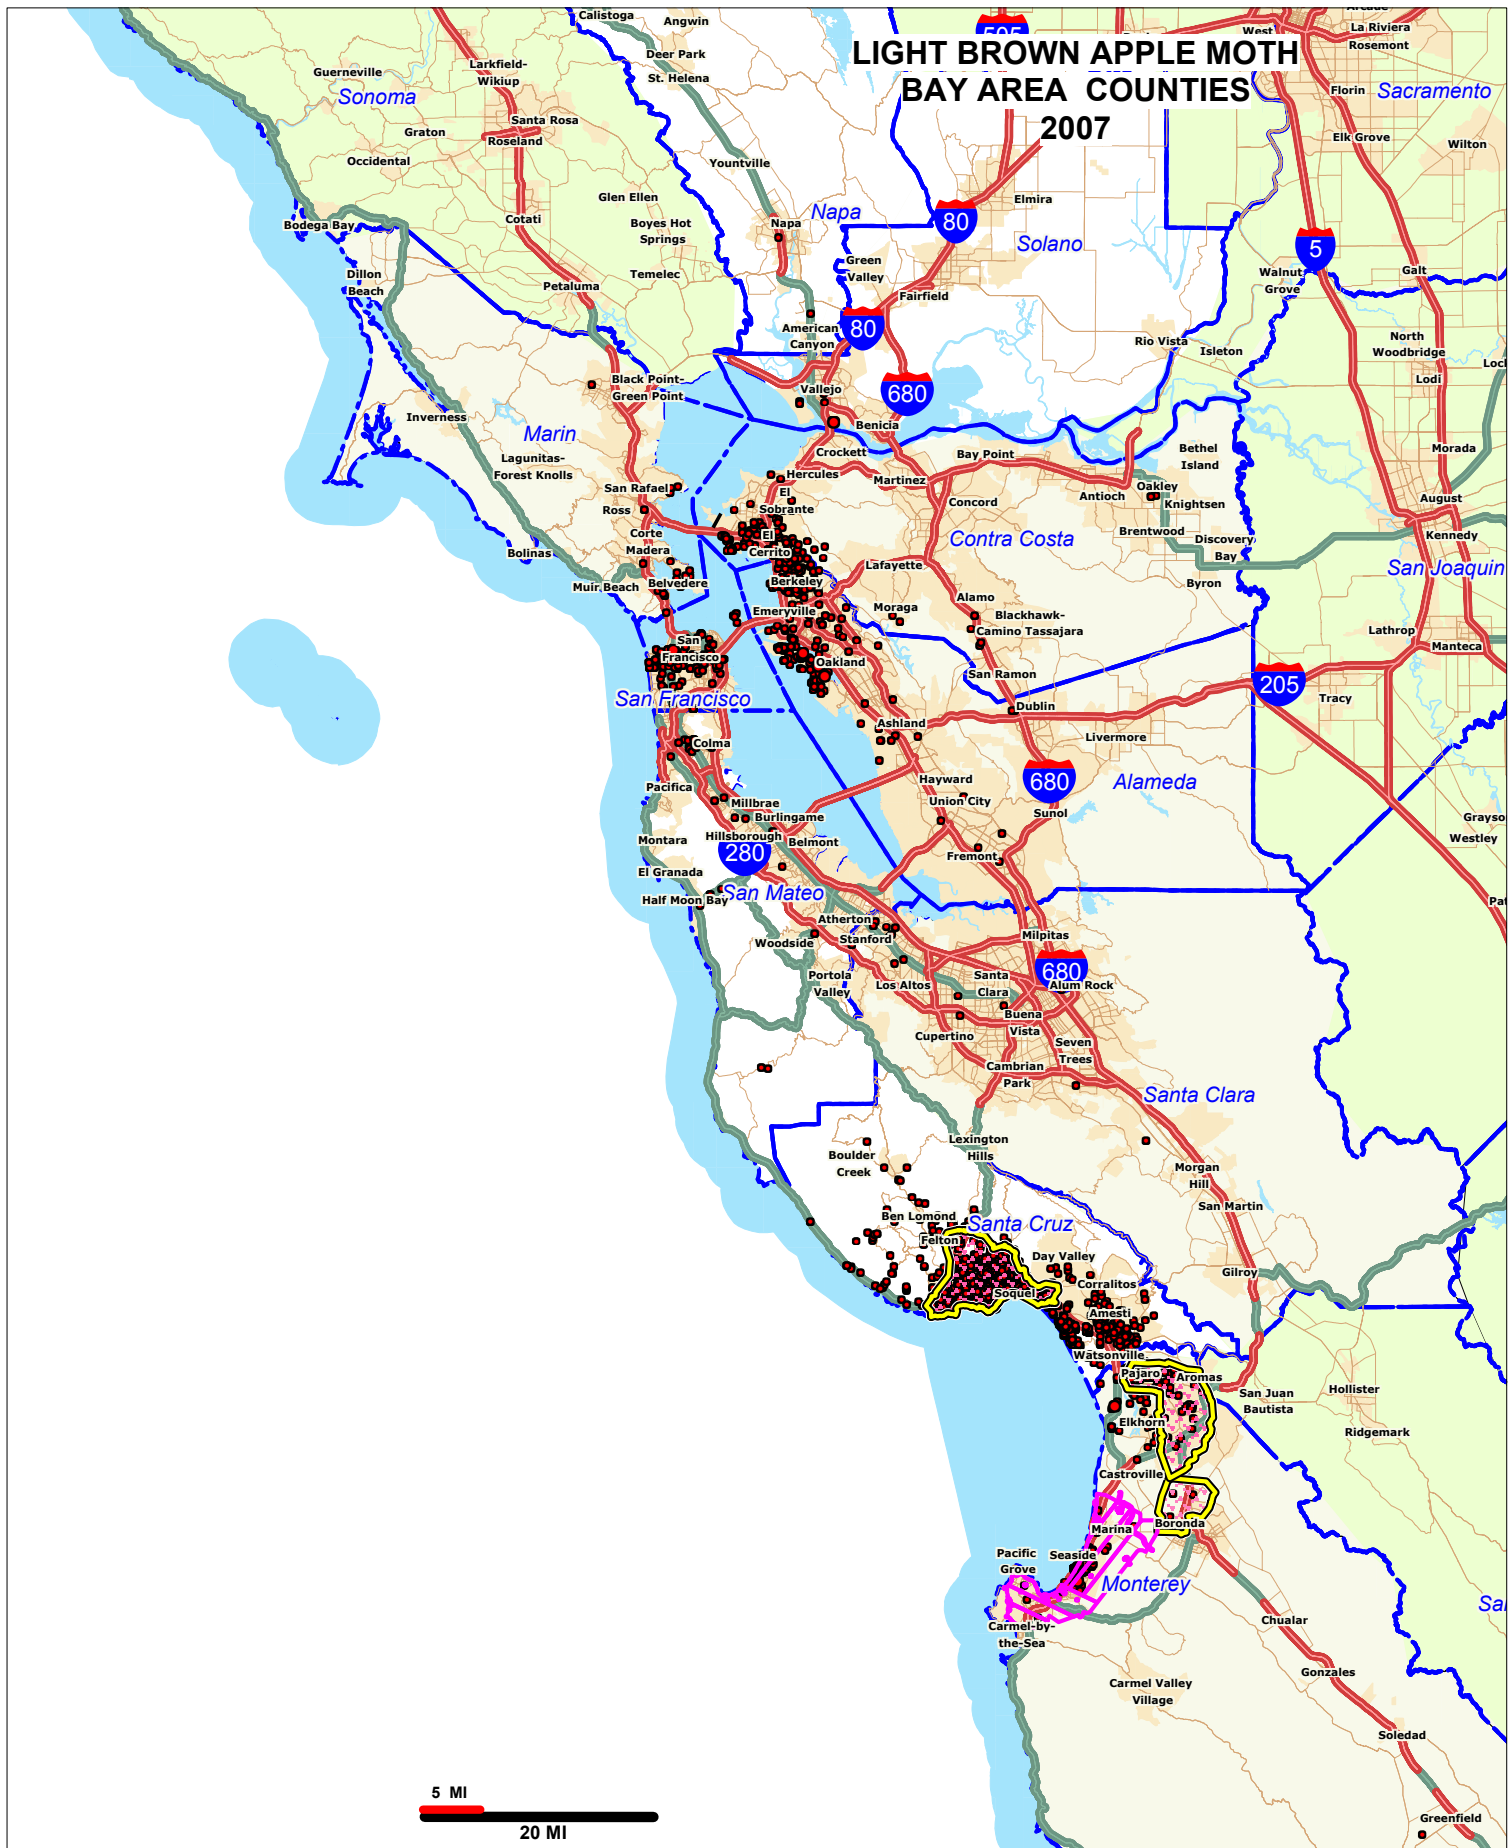 LIGHT BROWN APPLE MOTH
BAY AREA  COUNTIES
2007
Calistoga
Angwin
Deer Park
St. Helena
Guerneville
Sonoma
Larkfield-
Wikiup
Santa Rosa
Roseland
Graton
Occidental
Yountville
Glen Ellen
Boyes Hot
Springs
Temelec
Cotati
Petaluma
Bodega Bay
Dillon
Beach
Napa
Napa
Green
Valley
American
Canyon
80
Elmira
Solano
Fairfield
80
680
West
La Riviera
Rosemont
Florin
Sacramento
Elk Grove
Wilton
5
Walnut
Grove
Galt
Rio Vista
Isleton
North
Woodbridge
Lodi
Morada
Black Point-
Green Point
Inverness
Marin
Lagunitas-
Forest Knolls
San Rafael
Ross
Corte
Madera
Bolinas
Muir Beach
Belvedere
Vallejo
Benicia
Crockett
Hercules
El
Sobrante
Martinez
Bay Point
Concord
Antioch
Oakley
Knightsen
Bethel
Island
Brentwood
Discovery
Bay
Byron
August
Kennedy
San Joaquin
El
Cerrito
Berkeley
Emeryville
Oakland
Lafayette
Moraga
Contra Costa
Alamo
Blackhawk-
Camino Tassajara
San Ramon
Dublin
Livermore
Lathrop
Manteca
205
Tracy
San
Francisco
San Francisco
Colma
Pacifica
Millbrae
Burlingame
Hillsborough
Belmont
280
Montara
El Granada
Half Moon Bay
San Mateo
Ashland
Hayward
Union City
680
Sunol
Alameda
Fremont
Westley
Atherton
Stanford
Woodside
Portola
Valley
Los Altos
Milpitas
680
Santa
Clara
Alum Rock
Buena
Vista
Cupertino
Seven
Trees
Cambrian
Park
Santa Clara
Lexington
Hills
Morgan
Hill
San Martin
Gilroy
Boulder
Creek
Ben Lomond
Felton
Santa Cruz
Day Valley
Soquel
Corralitos
Amesti
Watsonville
Pajaro
Aromas
San Juan
Bautista
Hollister
Ridgemark
Elkhorn
Castroville
Boronda
Marina
Seaside
Pacific
Grove
Monterey
Carmel-by-
the-Sea
Carmel Valley
Village
Chualar
Gonzales
Soledad
Greenfield
5  MI
20 MI